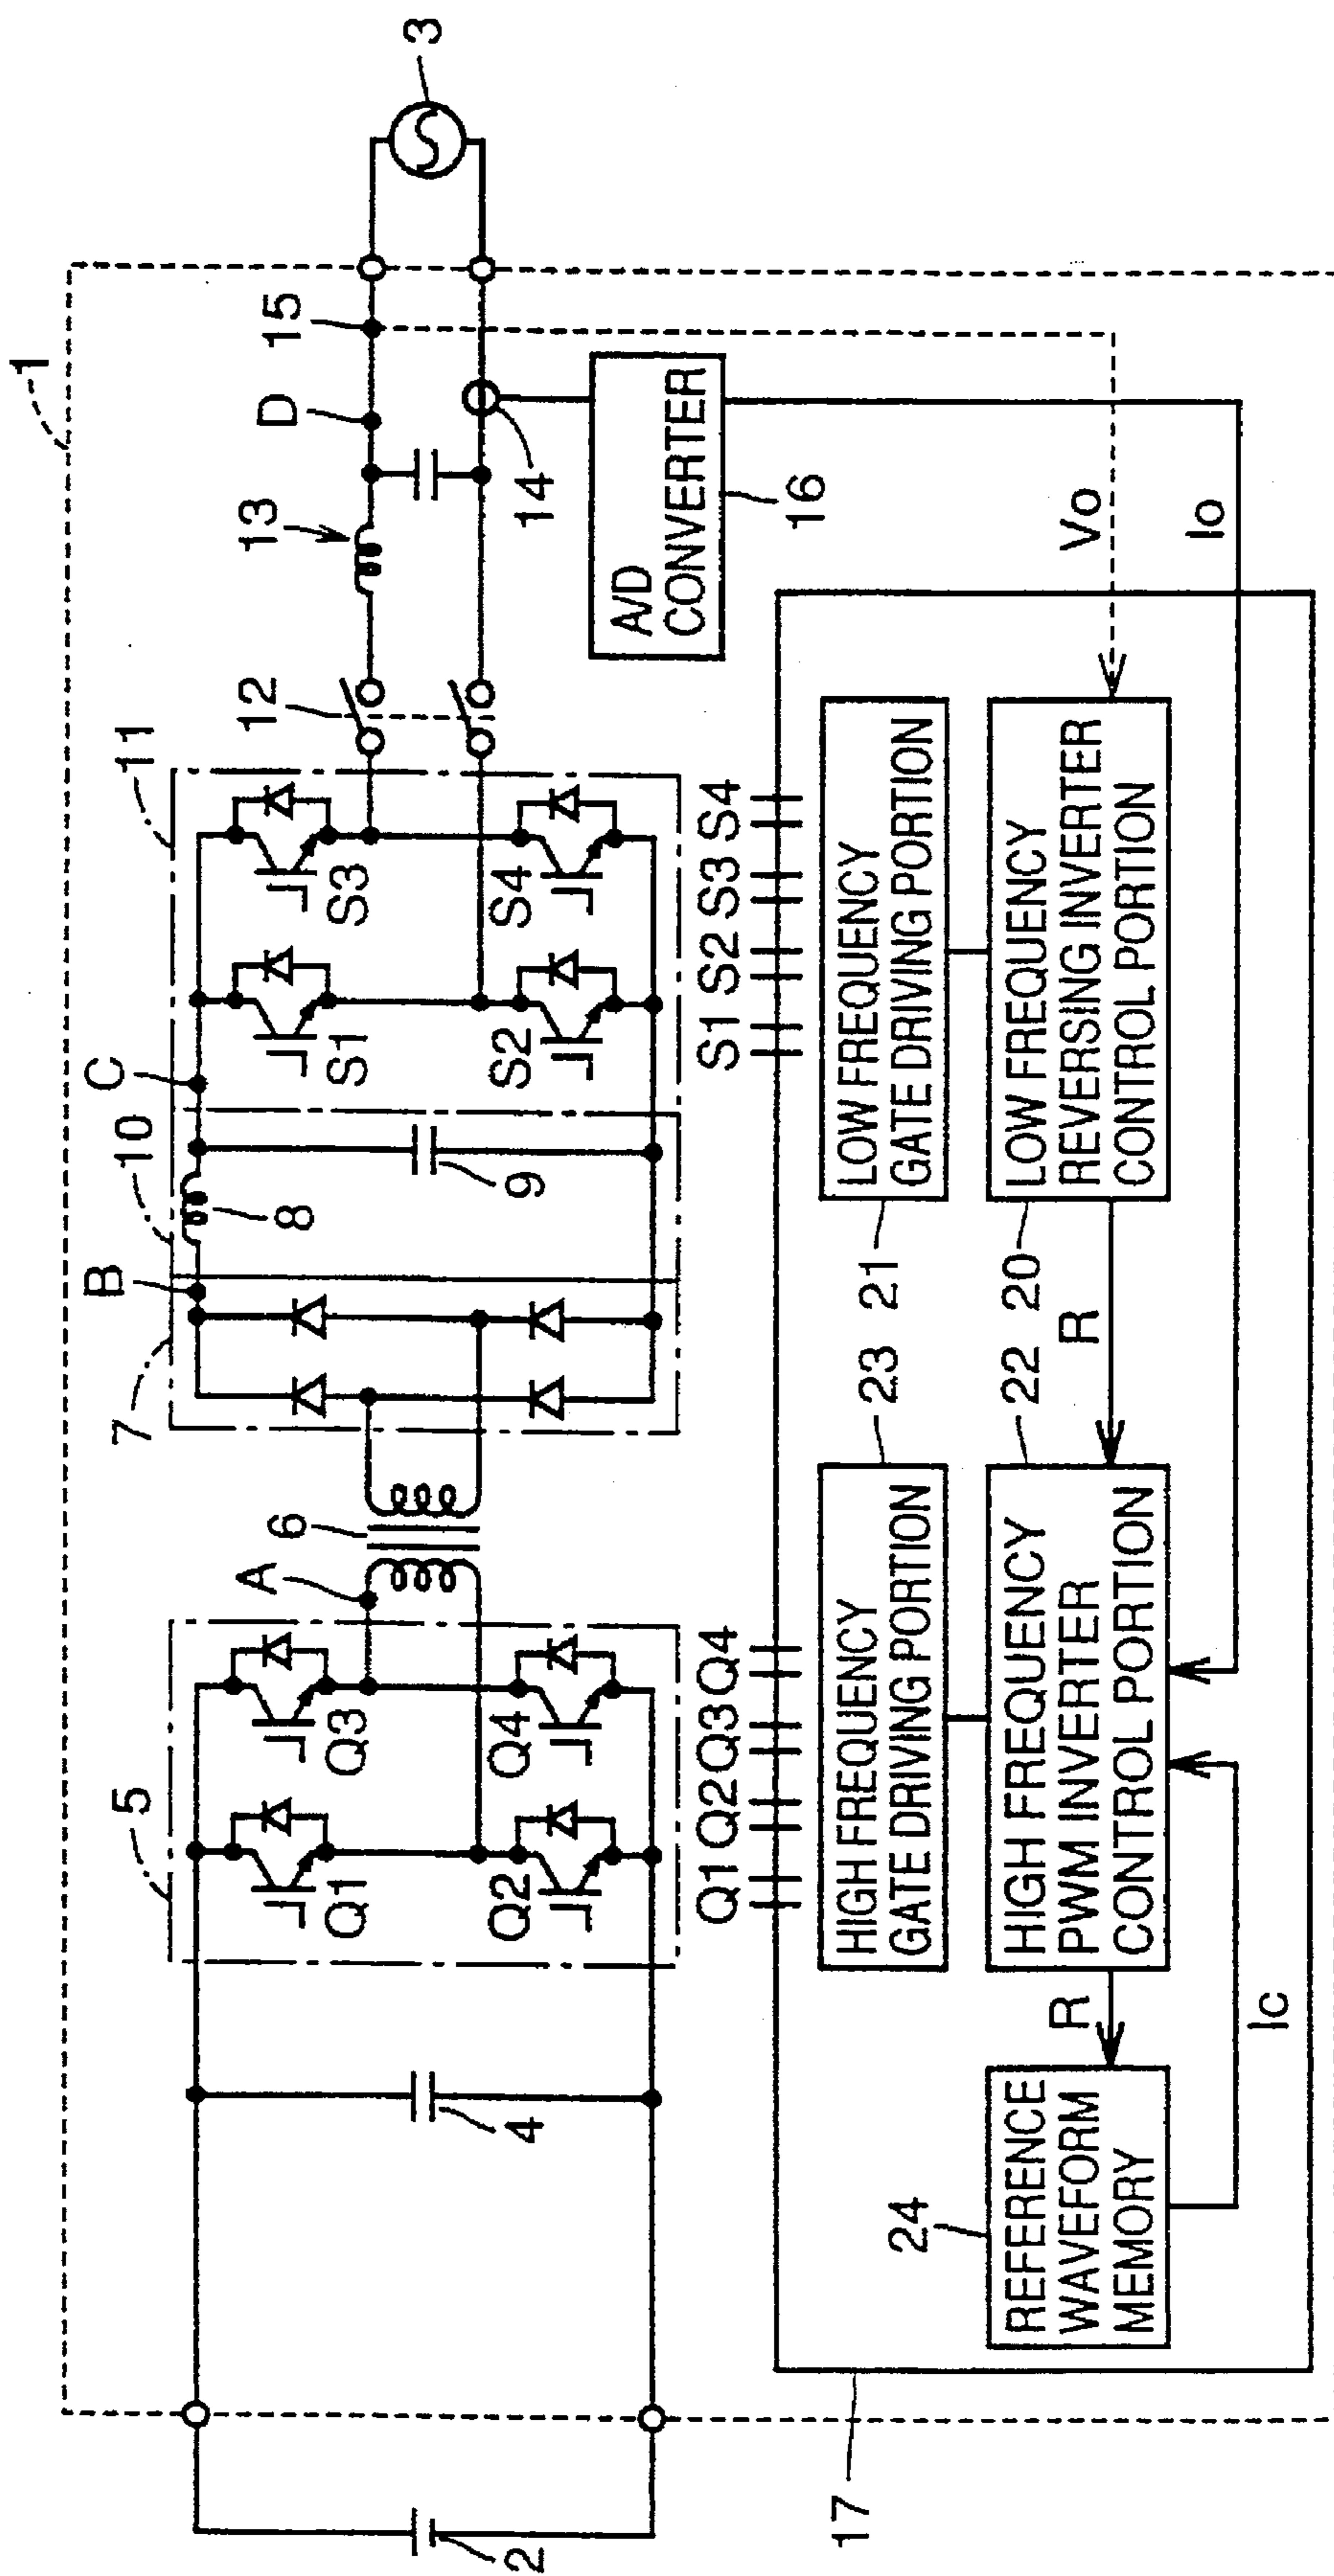 1
11
10
7
5
12
13
D
15
3
C
B
A
6
8
9
4
2
Q1
Q3
Q2
Q4
S1
S3
S2
S4
14
A/D
CONVERTER
16
Q1 Q2 Q3 Q4
S1 S2 S3 S4
HIGH FREQUENCY
GATE DRIVING PORTION
23
LOW FREQUENCY
GATE DRIVING PORTION
21
24
REFERENCE
WAVEFORM
MEMORY
R
HIGH FREQUENCY
PWM INVERTER
CONTROL PORTION
22
R
LOW FREQUENCY
REVERSING INVERTER
CONTROL PORTION
20
Vo
Io
Ic
17